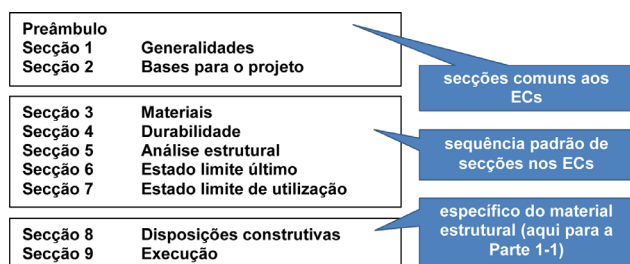 Preâmbulo
Secção 1 Generalidades
Secção 2 Bases para o projeto
secções comuns aos
ECs
Secção 3 Materiais
Secção 4 Durabilidade
Secção 5 Análise estrutural
Secção 6 Estado limite último
Secção 7 Estado limite de utilização
sequência padrão de
secções nos ECs
Secção 8 Disposições construtivas
Secção 9 Execução
específico do material
estrutural (aqui para a
Parte 1-1)